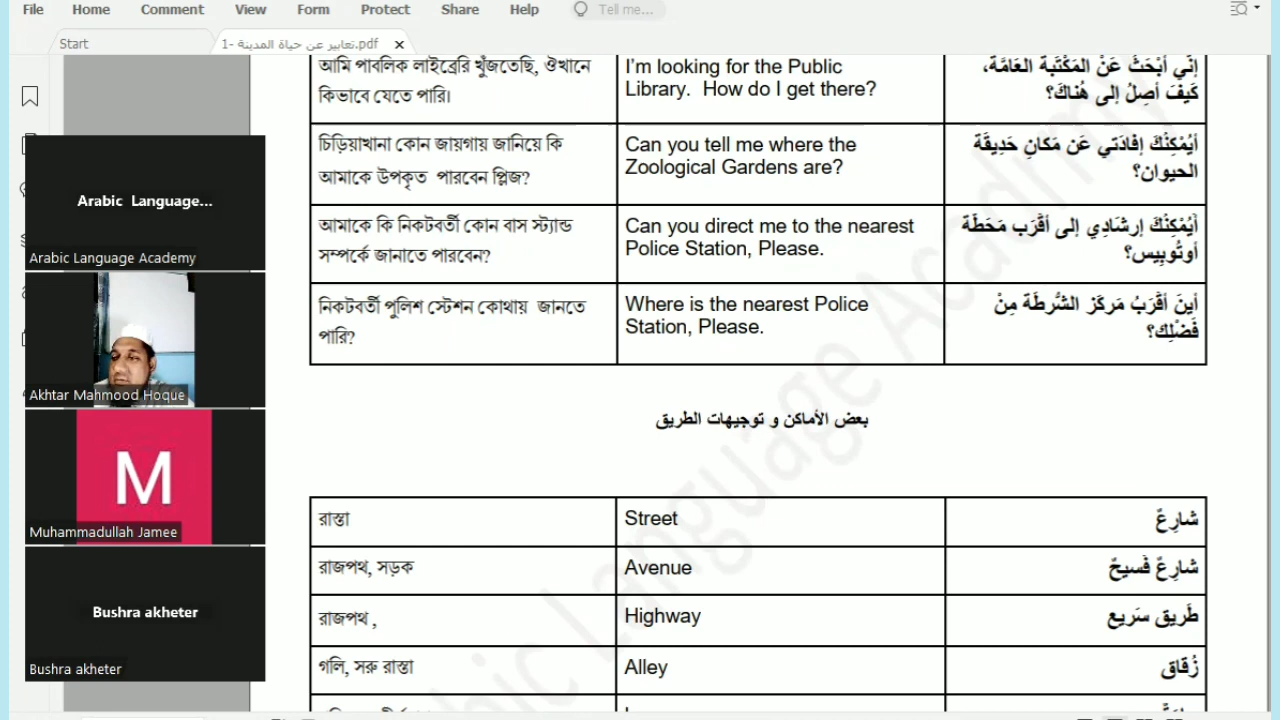 File Home Comment View Form Protect Share Help Tell me...
Start
1- تعابير عن حياة المدينة.pdf
আমি পাবলিক লাইব্রেরি খুঁজতেছি, ঔখানে
কিভাবে যেতে পারি।
I'm looking for the Public
Library. How do I get there?
إنّي أبْحَثُ عَنْ المَكْتَبَة العَامَّة،
كَيفَ أصِلُ إلى هُناكَ؟
চিড়িয়াখানা কোন জায়গায় জানিয়ে কি
আমাকে উপকৃত পারবেন প্লিজ?
Can you tell me where the
Zoological Gardens are?
أيُمْكِنُكَ إفادَتي عَن مَكانِ حَدِيقَة
الحيوان؟
আমাকে কি নিকটবর্তী কোন বাস স্ট্যান্ড
সম্পর্কে জানাতে পারবেন?
Can you direct me to the nearest
Police Station, Please.
أيُمْكِنُكَ إرشَادِي إلى أقْرَب مَحَطّة
أوتُوبِيس؟
নিকটবর্তী পুলিশ স্টেশন কোথায় জানতে
পারি?
Where is the nearest Police
Station, Please.
أينَ أقْرَبُ مَركَز الشُّرطَة مِنْ
فَضْلِك؟
بعض الأماكن و توجيهات الطريق
রাস্তা
Street
شارِعٌ
রাজপথ, সড়ক
Avenue
شارِعٌ فَسيحٌ
রাজপথ ,
Highway
طَريق سَريع
গলি, সরু রাস্তা
Alley
زُقاق
Arabic Language...
Arabic Language Academy
Akhtar Mahmood Hoque
M
Muhammadullah Jamee
Bushra akheter
Bushra akheter
Arabic Language Academy